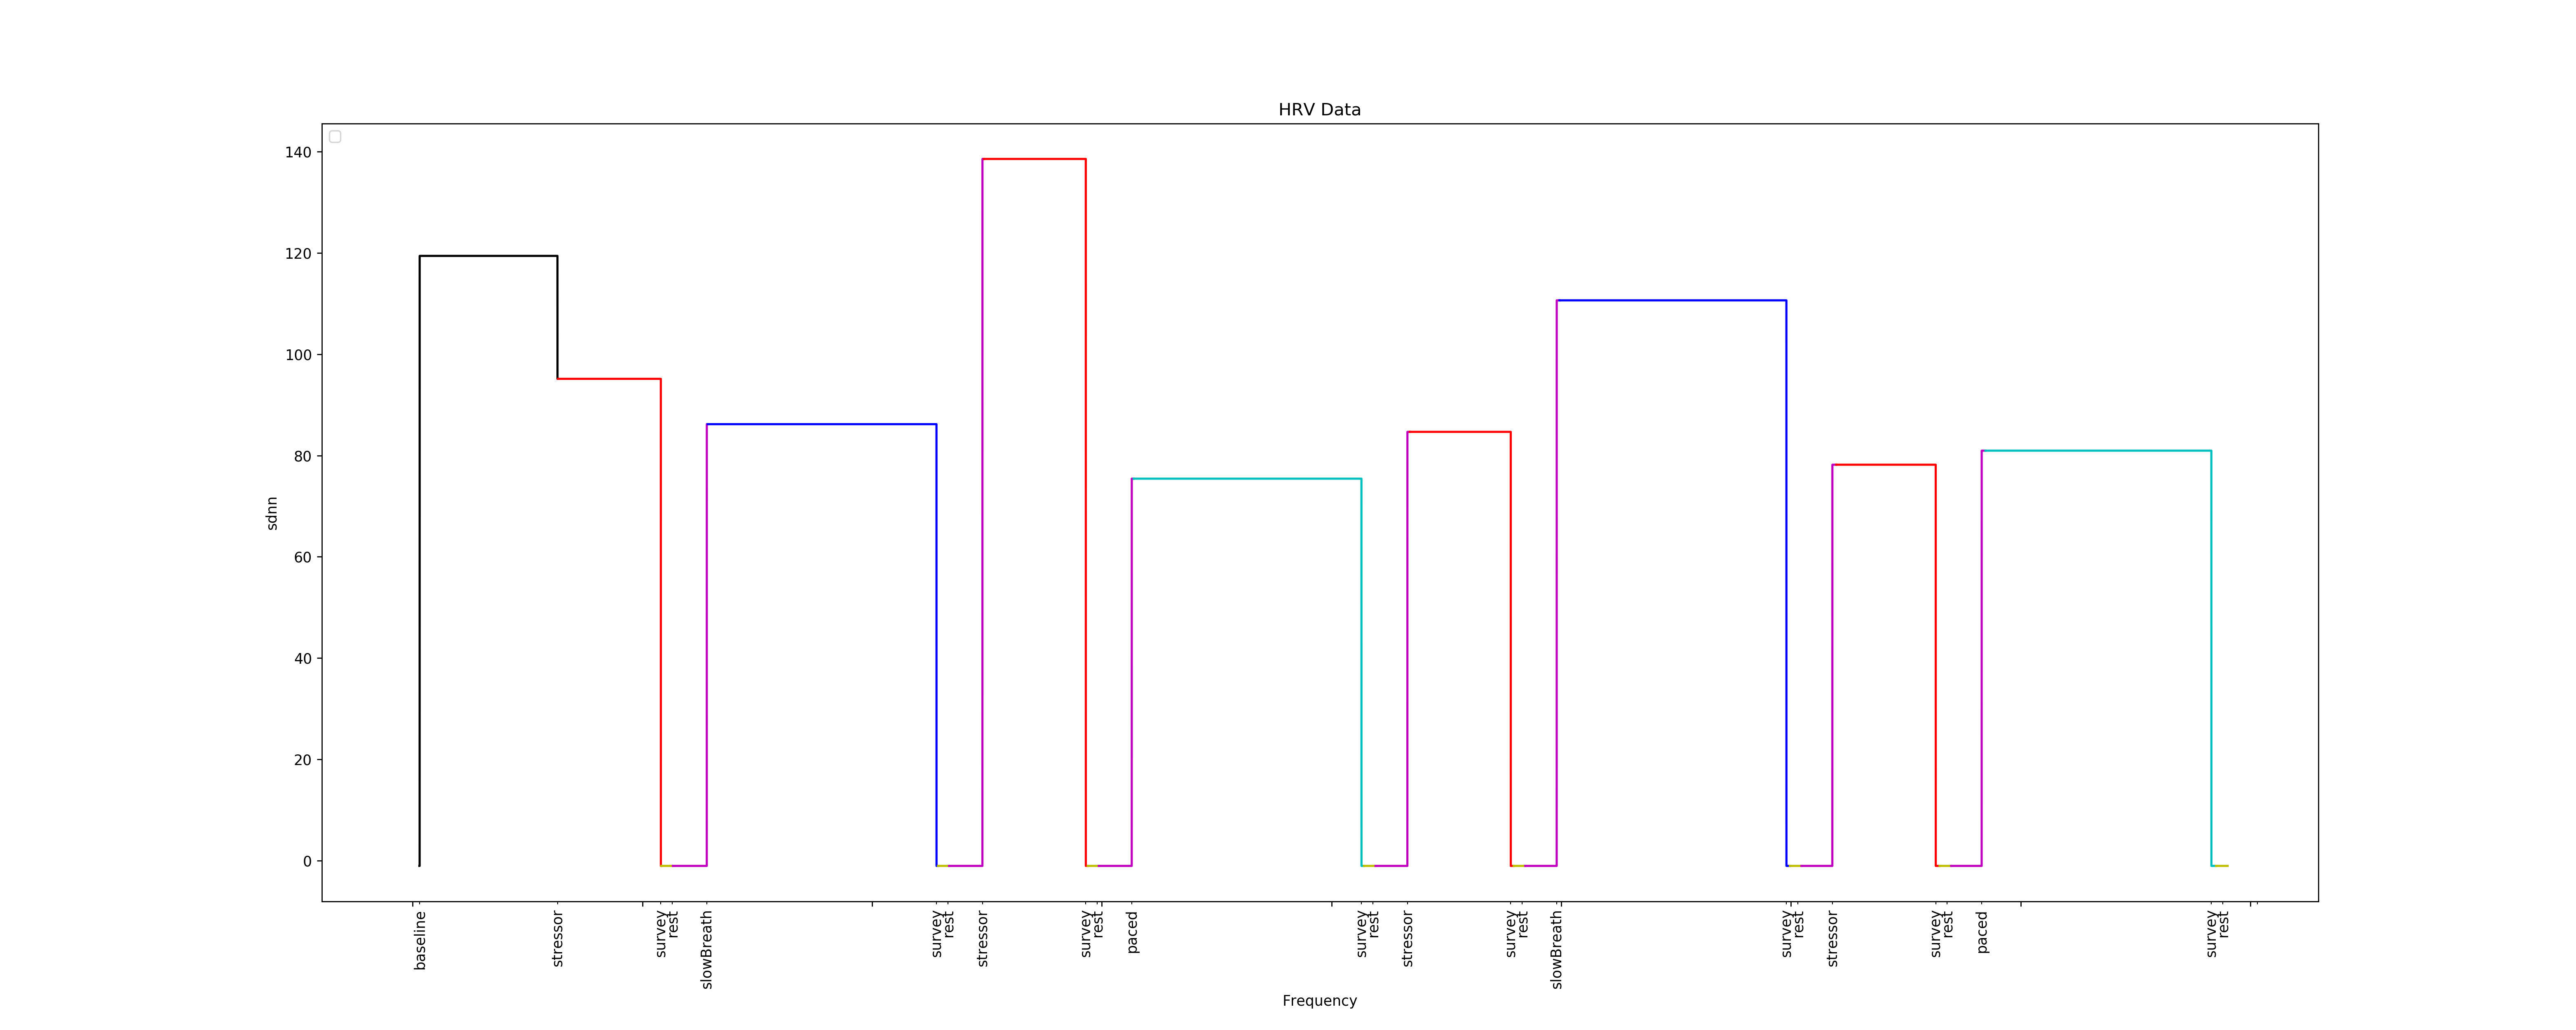 HRV Data
140
120
100
80
60
40
20
0
sdnn
baseline
stressor
survey
rest
slowBreath
survey
rest
stressor
survey
rest
paced
survey
rest
stressor
survey
rest
slowBreath
survey
rest
stressor
survey
rest
paced
survey
rest
Frequency